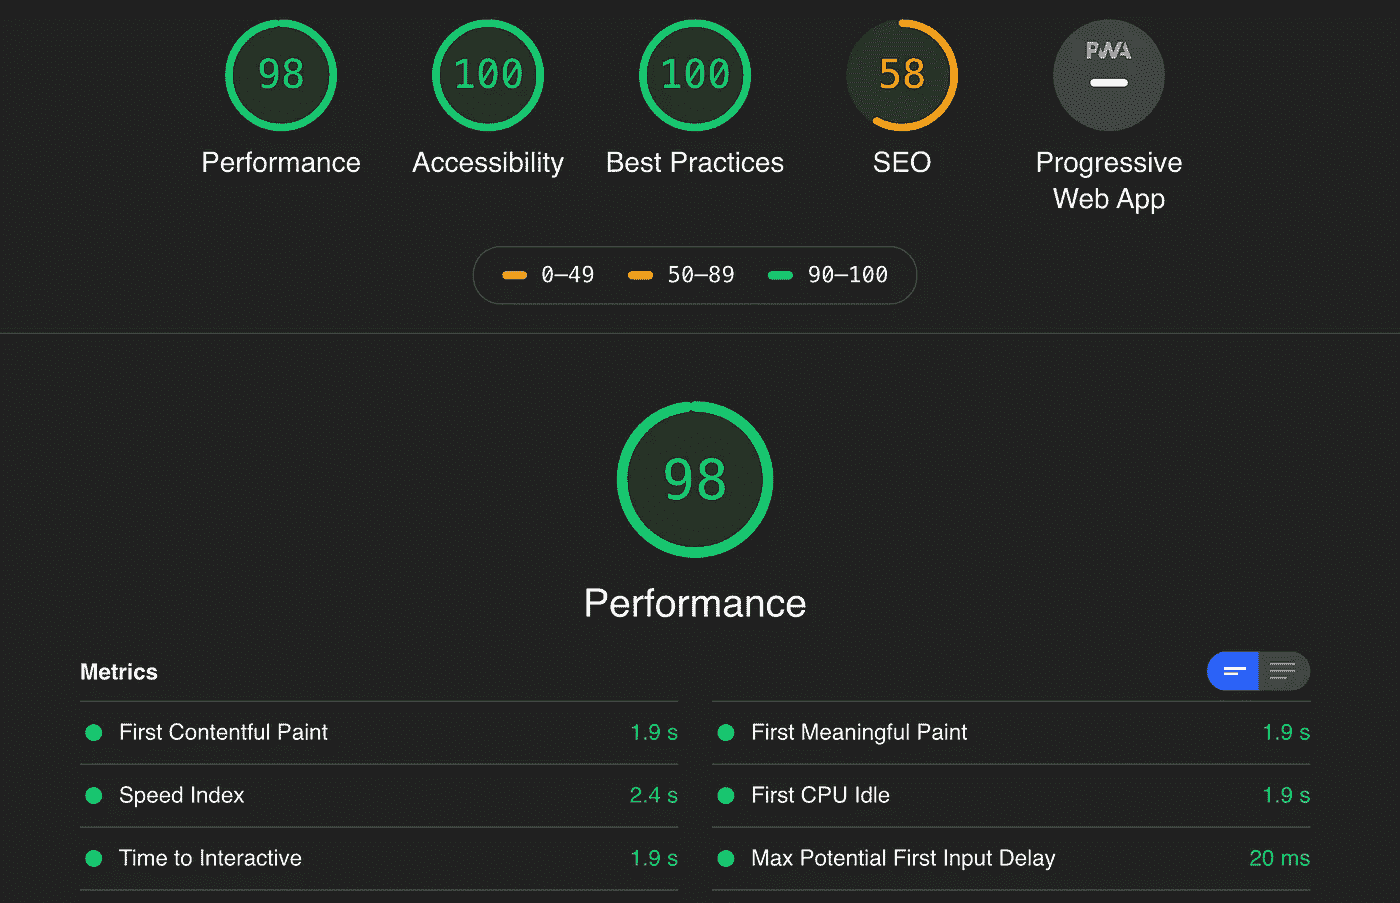 98 100 100 58 PWA
Performance Accessibility Best Practices SEO Progressive
Web App
0–49 50–89 90–100
98
Performance
Metrics
First Contentful Paint 1.9 s
First Meaningful Paint 1.9 s
Speed Index 2.4 s
First CPU Idle 1.9 s
Time to Interactive 1.9 s
Max Potential First Input Delay 20 ms